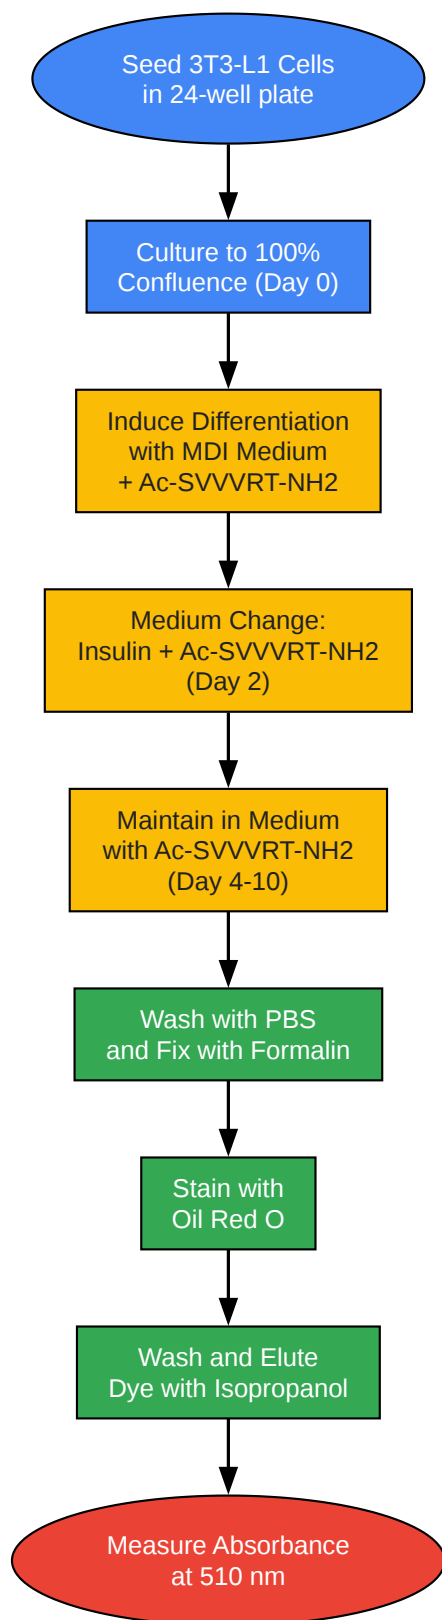 Seed 3T3-L1 Cells
in 24-well plate
Culture to 100%
Confluence (Day 0)
Induce Differentiation
with MDI Medium
+ Ac-SVVVRT-NH2
Medium Change:
Insulin + Ac-SVVVRT-NH2
(Day 2)
Maintain in Medium
with Ac-SVVVRT-NH2
(Day 4-10)
Wash with PBS
and Fix with Formalin
Stain with
Oil Red O
Wash and Elute
Dye with Isopropanol
Measure Absorbance
at 510 nm